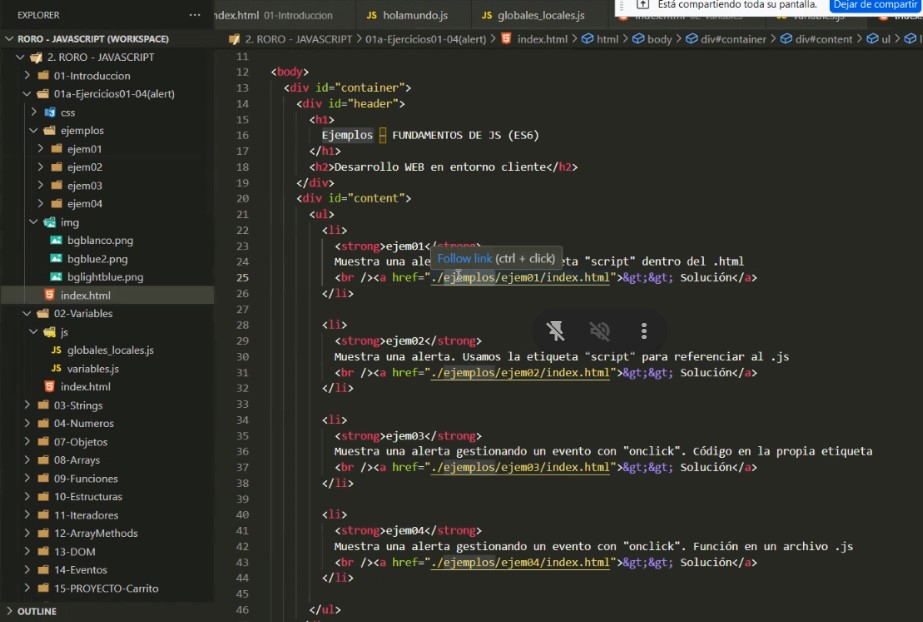 EXPLORER
...
RORO - JAVASCRIPT (WORKSPACE)
2. RORO - JAVASCRIPT
01-Introduccion
01a-Ejercicios01-04(alert)
css
ejemplos
ejem01
ejem02
ejem03
ejem04
img
bgblanco.png
bgblue2.png
bglightblue.png
index.html
02-Variables
js
JS globales_locales.js
JS variables.js
index.html
03-Strings
04-Numeros
07-Objetos
08-Arrays
09-Funciones
10-Estructuras
11-Iteradores
12-ArrayMethods
13-DOM
14-Eventos
15-PROYECTO-Carrito
OUTLINE
ndex.html 01-Introduccion
JS holamundo.js
JS globales_locales.js
Está compartiendo toda su pantalla.
Dejar de compartir
2. RORO - JAVASCRIPT > 01a-Ejercicios01-04(alert) > index.html > html > body > div#container > div#content > ul >
11
12 <body>
13 <div id="container">
14 <div id="header">
15 <h1>
16 Ejemplos – FUNDAMENTOS DE JS (ES6)
17 </h1>
18 <h2>Desarrollo WEB en entorno cliente</h2>
19 </div>
20 <div id="content">
21 <ul>
22 <li>
23 <strong>ejem01</strong>
Follow link (ctrl + click)
24 Muestra una ale eta "script" dentro del .html
25 <br /><a href="./ejemplos/ejem01/index.html">&gt;&gt; Solución</a>
26 </li>
27
28 <li>
29 <strong>ejem02</strong>
30 Muestra una alerta. Usamos la etiqueta "script" para referenciar al .js
31 <br /><a href="./ejemplos/ejem02/index.html">&gt;&gt; Solución</a>
32 </li>
33
34 <li>
35 <strong>ejem03</strong>
36 Muestra una alerta gestionando un evento con "onclick". Código en la propia etiqueta
37 <br /><a href="./ejemplos/ejem03/index.html">&gt;&gt; Solución</a>
38 </li>
39
40 <li>
41 <strong>ejem04</strong>
42 Muestra una alerta gestionando un evento con "onclick". Función en un archivo .js
43 <br /><a href="./ejemplos/ejem04/index.html">&gt;&gt; Solución</a>
44 </li>
45
46 </ul>